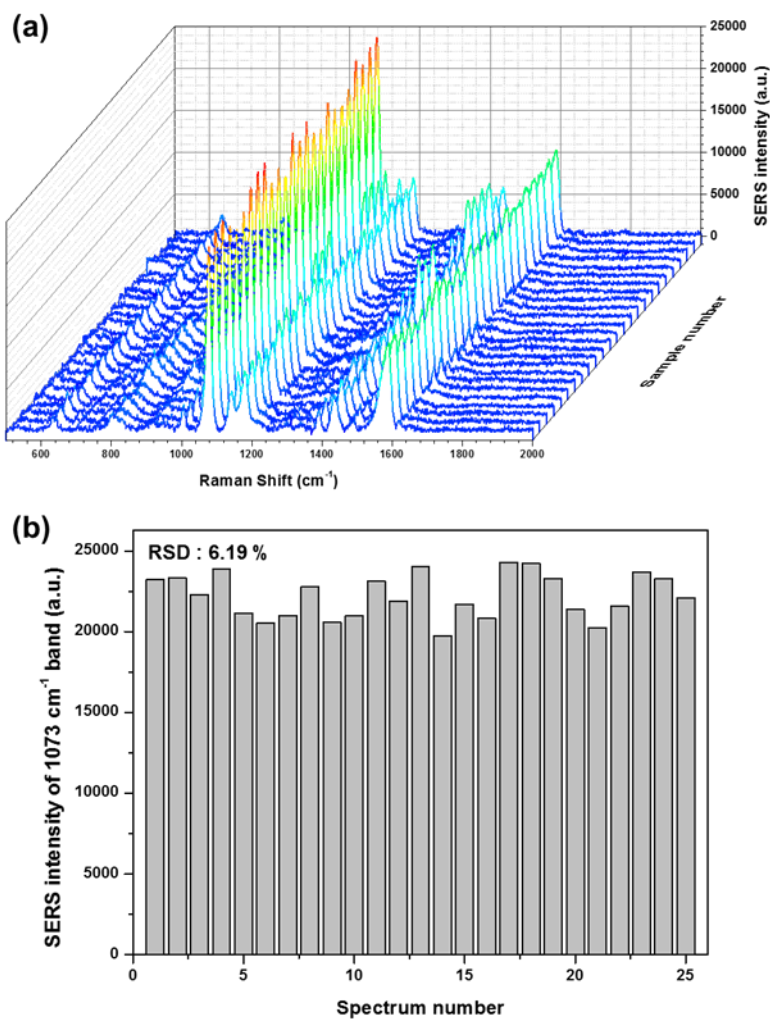 (a)
25000
20000
15000
10000
5000
0
SERS intensity (a.u.)
Sample number
600 800 1000 1200 1400 1600 1800 2000
Raman Shift (cm⁻¹)
(b)
RSD : 6.19 %
25000
20000
15000
10000
5000
0
SERS intensity of 1073 cm⁻¹ band (a.u.)
0 5 10 15 20 25
Spectrum number